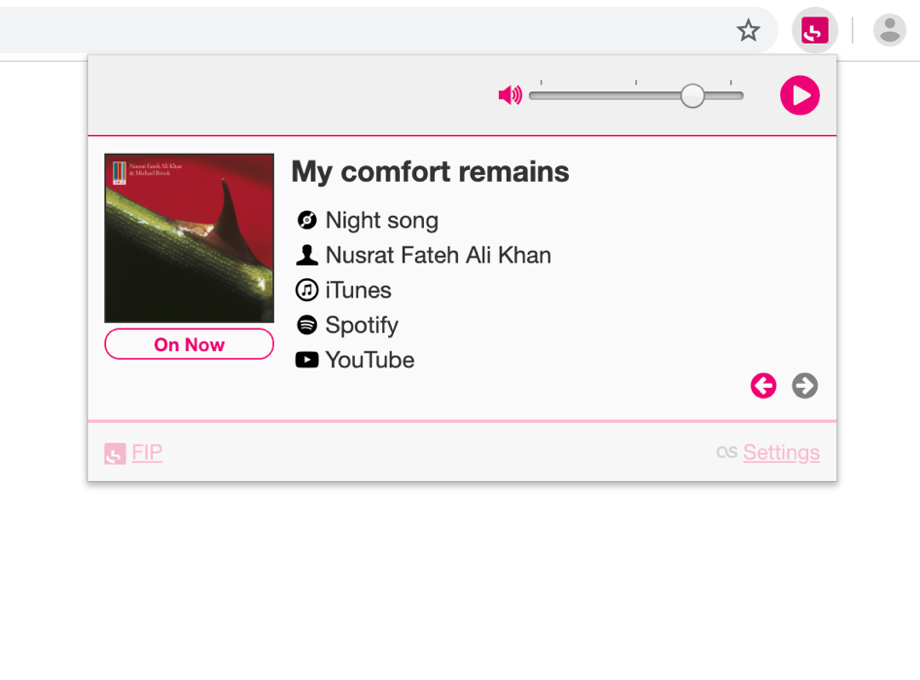 Nusrat Fateh Ali Khan
& Michael Brook
My comfort remains
Night song
Nusrat Fateh Ali Khan
iTunes
Spotify
YouTube
On Now
FIP
Settings